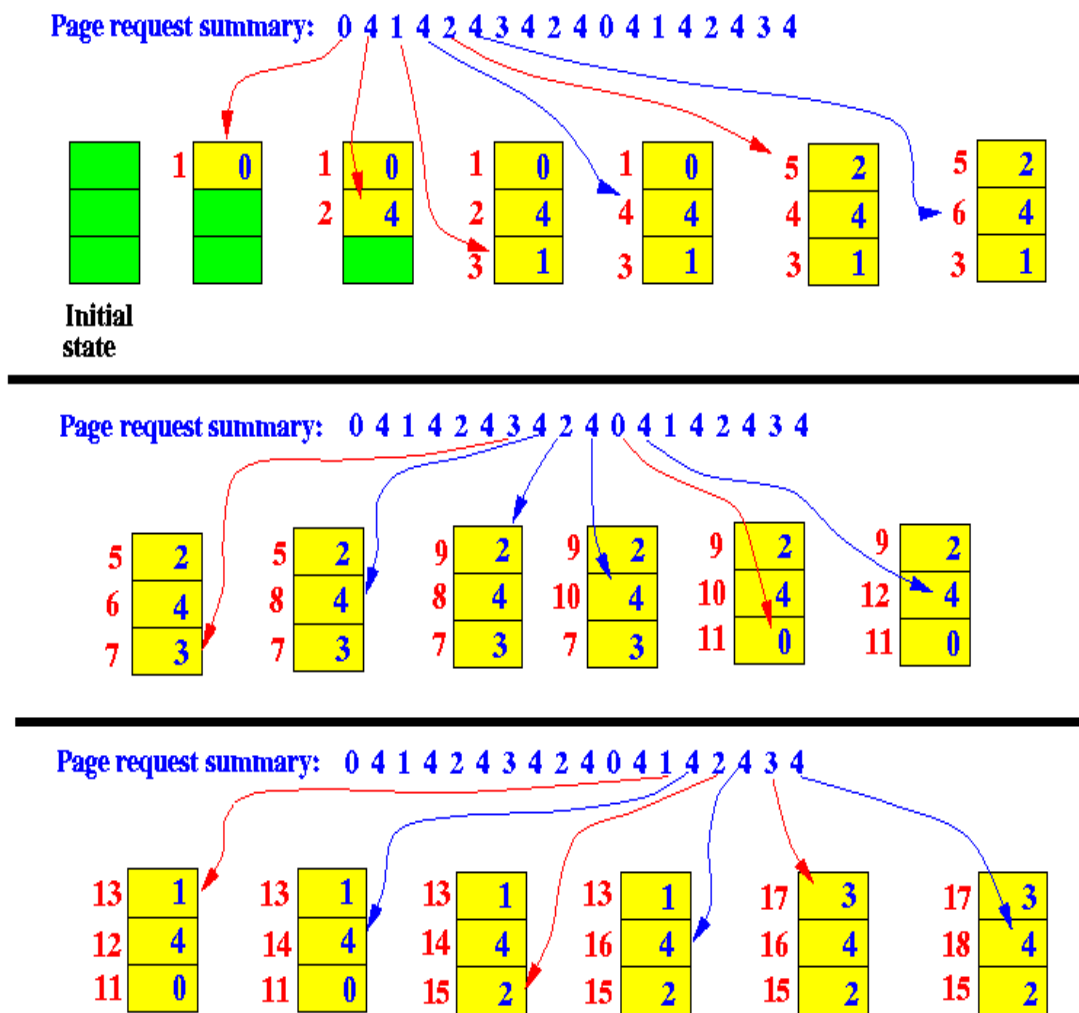 Page request summary: 0 4 1 4 2 4 3 4 2 4 0 4 1 4 2 4 3 4
1 0 1 0 1 0 1 0 5 2 5 2
2 4 2 4 4 4 4 4 6 4
3 1 3 1 3 1 3 1
Initial
state
Page request summary: 0 4 1 4 2 4 3 4 2 4 0 4 1 4 2 4 3 4
5 2 5 2 9 2 9 2 9 2 9 2
6 4 8 4 8 4 10 4 10 4 12 4
7 3 7 3 7 3 7 3 11 0 11 0
Page request summary: 0 4 1 4 2 4 3 4 2 4 0 4 1 4 2 4 3 4
13 1 13 1 13 1 13 1 17 3 17 3
12 4 14 4 14 4 16 4 16 4 18 4
11 0 11 0 15 2 15 2 15 2 15 2